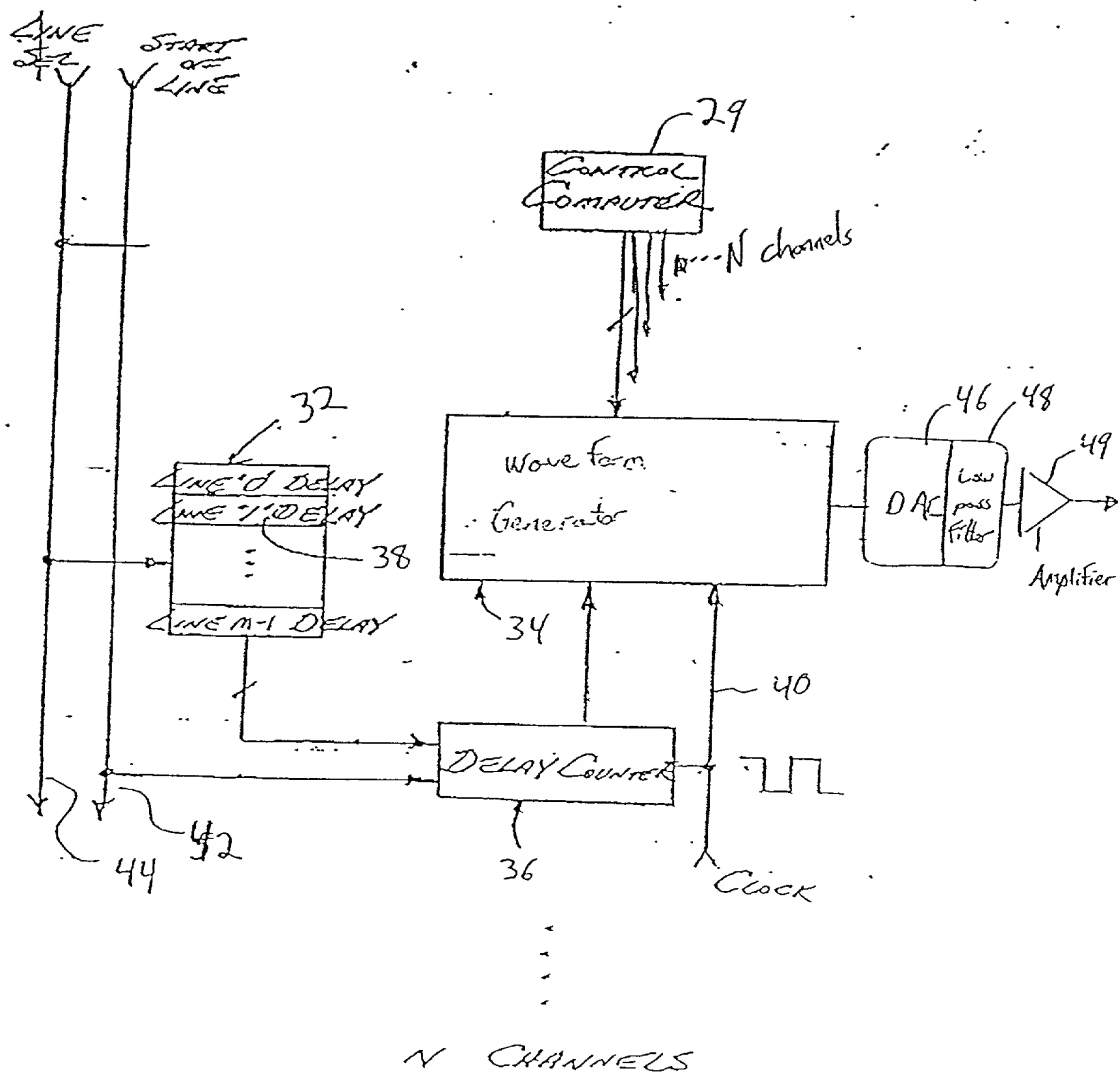 LINE
SEL
START
OF
LINE
29
CONTROL
COMPUTER
N channels
32
LINE '0' DELAY
LINE '1' DELAY
38
LINE M-1 DELAY
Wave form
Generator
34
46
48
49
DAC
Low
pass
Filter
Amplifier
40
DELAY COUNTER
36
CLOCK
44
42
N CHANNELS